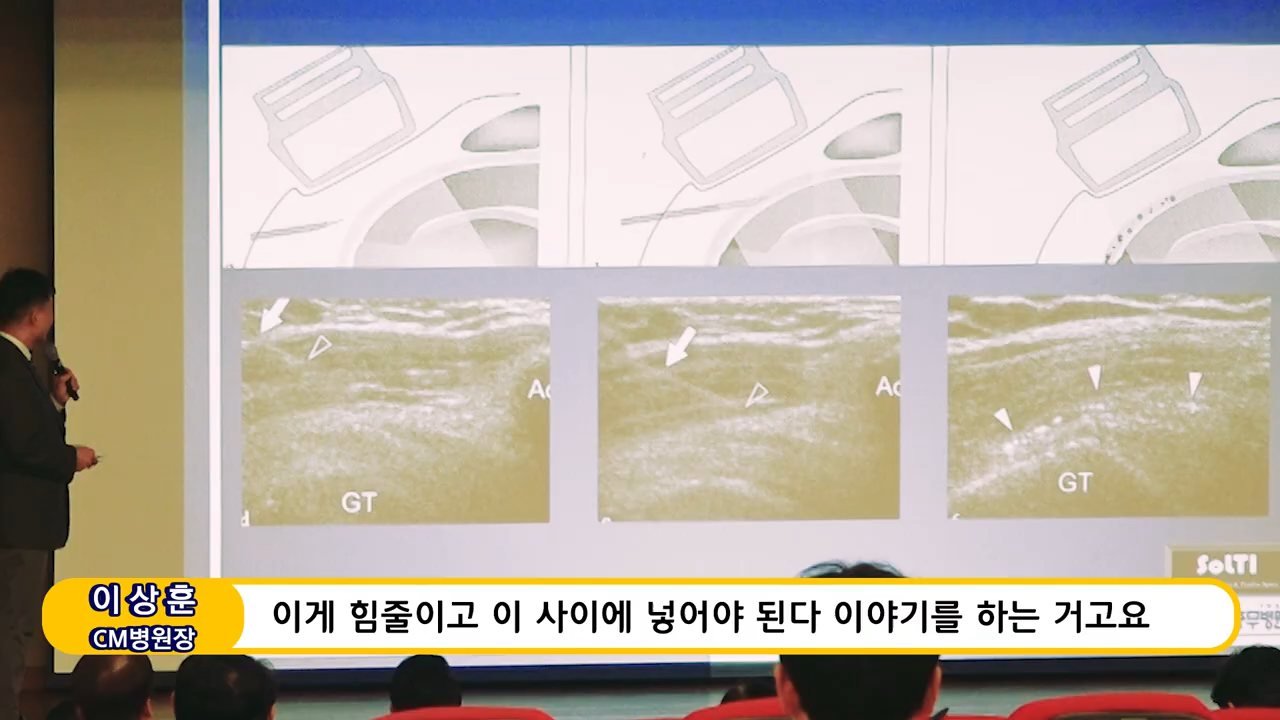 Ac
GT
Ac
GT
SOLTI
이상훈
CM병원장
이게 힘줄이고 이 사이에 넣어야 된다 이야기를 하는 거고요